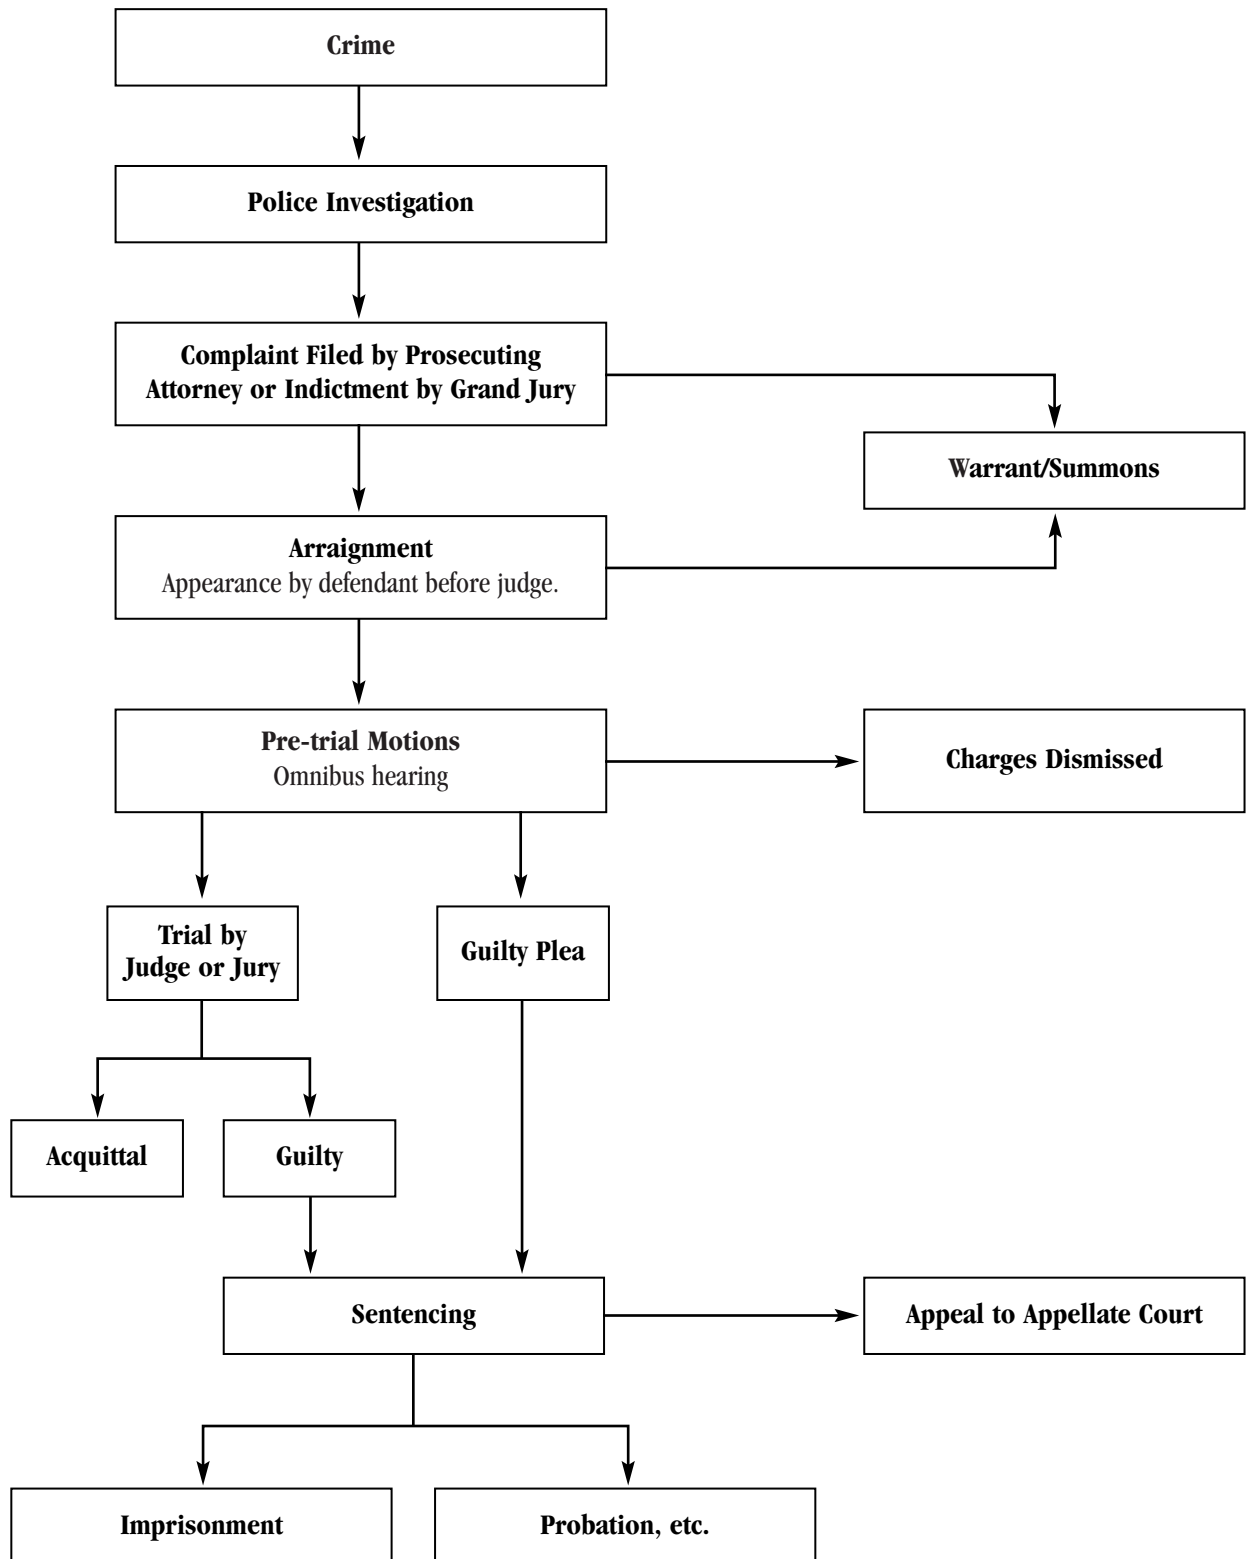 Crime
Police Investigation
Complaint Filed by Prosecuting
Attorney or Indictment by Grand Jury
Warrant/Summons
Arraignment
Appearance by defendant before judge.
Pre-trial Motions
Omnibus hearing
Charges Dismissed
Trial by
Judge or Jury
Guilty Plea
Acquittal
Guilty
Sentencing
Appeal to Appellate Court
Imprisonment
Probation, etc.